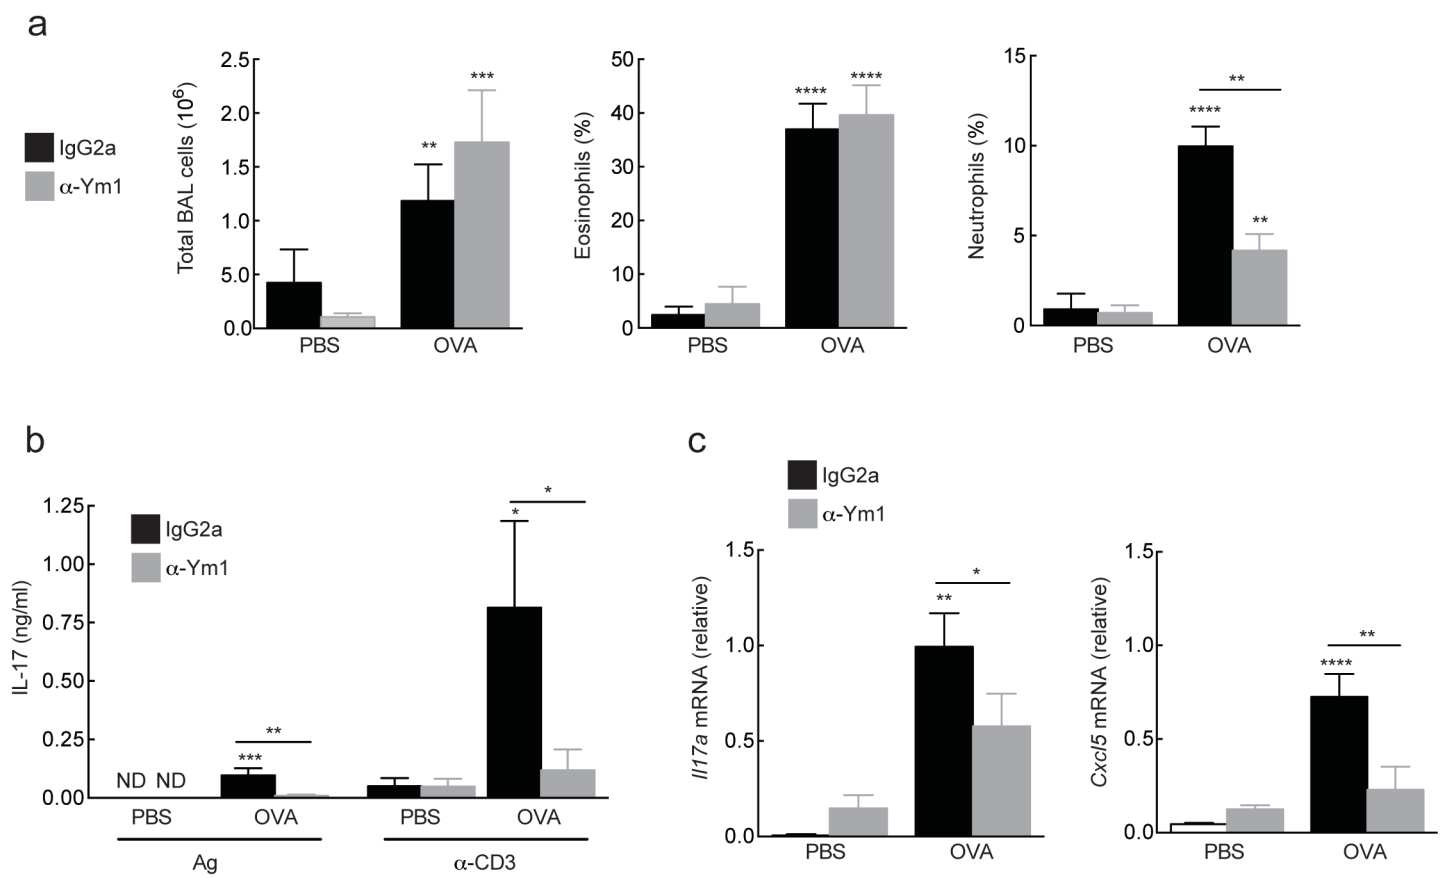 a
IgG2a
α-Ym1
Total BAL cells (10⁶)
2.5
2.0
1.5
1.0
5.0
0.0
**
***
PBS OVA
Eosinophils (%)
50
40
30
20
10
0
**** ****
PBS OVA
Neutrophils (%)
15
10
5
0
**
****
**
PBS OVA
b
IgG2a
α-Ym1
IL-17 (ng/ml)
1.25
1.00
0.75
0.50
0.25
0.00
ND ND
**
***
*
*
PBS OVA PBS OVA
Ag α-CD3
c
IgG2a
α-Ym1
Il17a mRNA (relative)
1.5
1.0
0.5
0.0
*
**
PBS OVA
Cxcl5 mRNA (relative)
1.5
1.0
0.5
0.0
**
****
PBS OVA